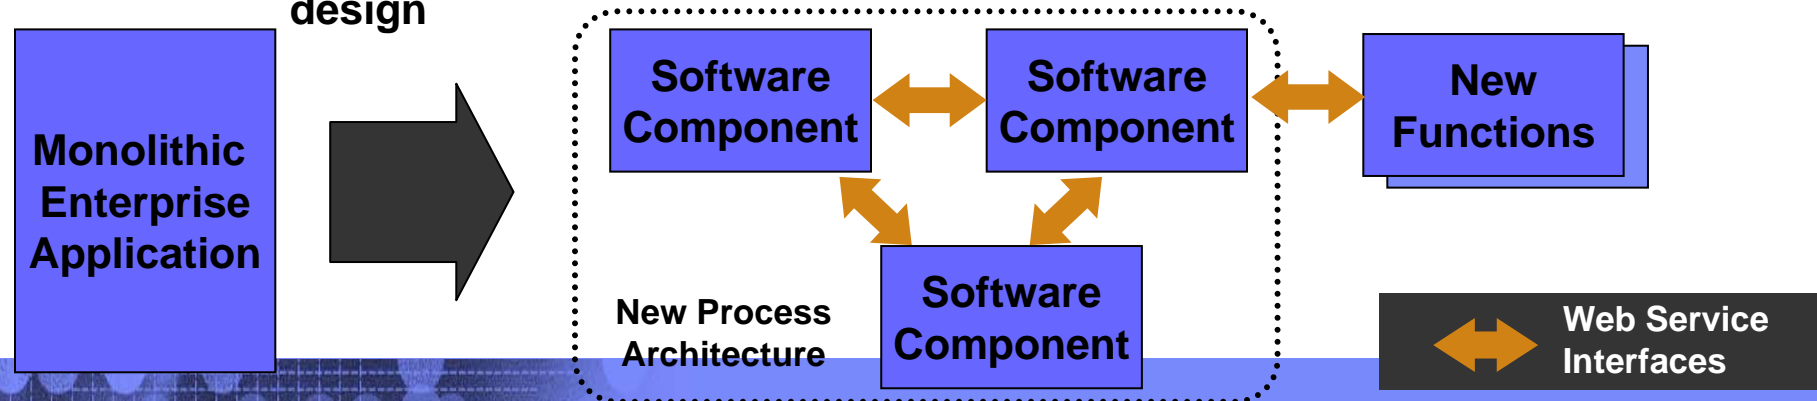 design
Monolithic
Enterprise
Application
Software
Component
Software
Component
New
Functions
Software
Component
New Process
Architecture
Web Service
Interfaces